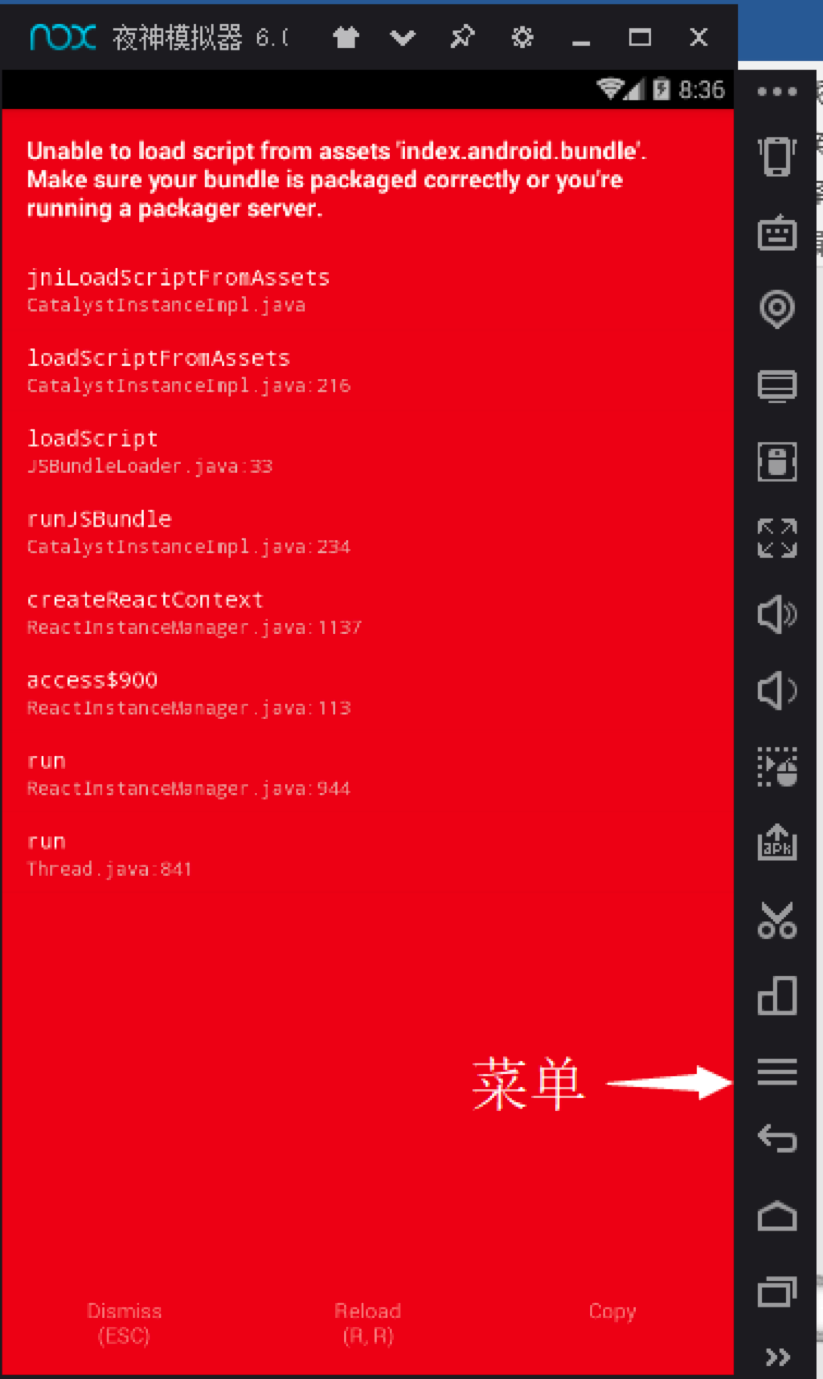 nox 夜神模拟器 6.0
8:36
Unable to load script from assets 'index.android.bundle'.
Make sure your bundle is packaged correctly or you're
running a packager server.
jniLoadScriptFromAssets
CatalystInstanceImpl.java
loadScriptFromAssets
CatalystInstanceImpl.java:216
loadScript
JSBundleLoader.java:33
runJSBundle
CatalystInstanceImpl.java:234
createReactContext
ReactInstanceManager.java:1137
access$900
ReactInstanceManager.java:113
run
ReactInstanceManager.java:944
run
Thread.java:841
apk
菜单
Dismiss
(ESC)
Reload
(R, R)
Copy